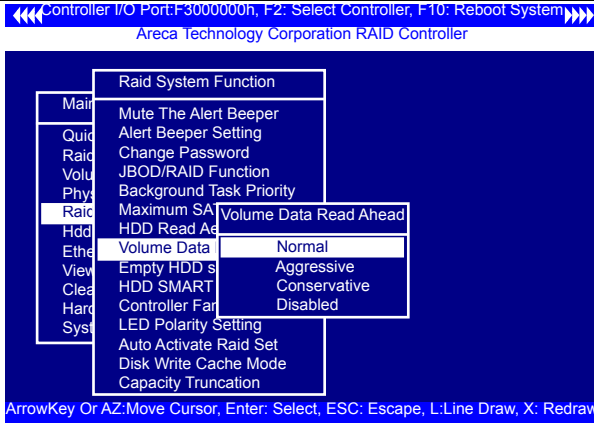 Controller I/O Port:F3000000h, F2: Select Controller, F10: Reboot System
Areca Technology Corporation RAID Controller
Raid System Function
Mute The Alert Beeper
Alert Beeper Setting
Change Password
JBOD/RAID Function
Background Task Priority
Maximum SAT
HDD Read Ae
Volume Data
Empty HDD s
HDD SMART
Controller Fan
LED Polarity Setting
Auto Activate Raid Set
Disk Write Cache Mode
Capacity Truncation
Main
Quic
Raid
Volu
Phys
Raid
Hdd
Ethe
View
Clea
Hard
Syst
Volume Data Read Ahead
Normal
Aggressive
Conservative
Disabled
ArrowKey Or AZ:Move Cursor, Enter: Select, ESC: Escape, L:Line Draw, X: Redraw